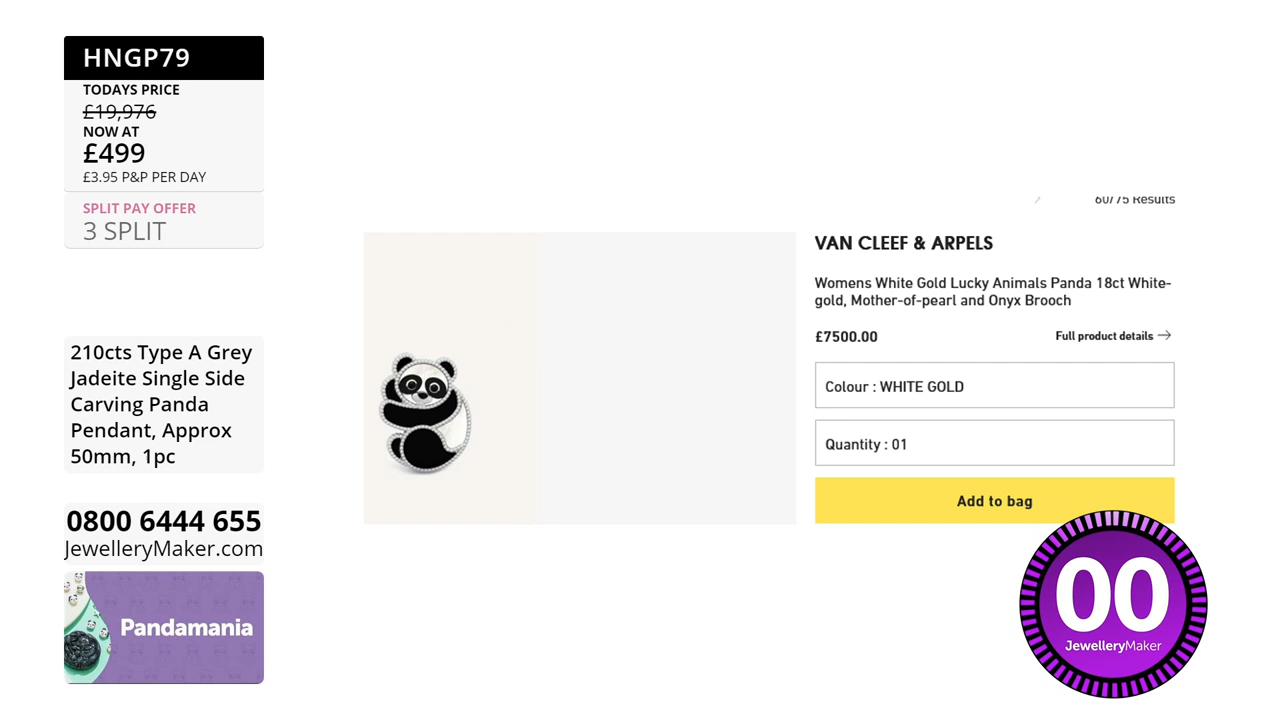 HNGP79
TODAYS PRICE
£19,976
NOW AT
£499
£3.95 P&P PER DAY
SPLIT PAY OFFER
3 SPLIT
210cts Type A Grey
Jadeite Single Side
Carving Panda
Pendant, Approx
50mm, 1pc
0800 6444 655
JewelleryMaker.com
Pandamania
60/75 Results
VAN CLEEF & ARPELS
Womens White Gold Lucky Animals Panda 18ct White-
gold, Mother-of-pearl and Onyx Brooch
£7500.00
Full product details
Colour : WHITE GOLD
Quantity : 01
Add to bag
00
JewelleryMaker